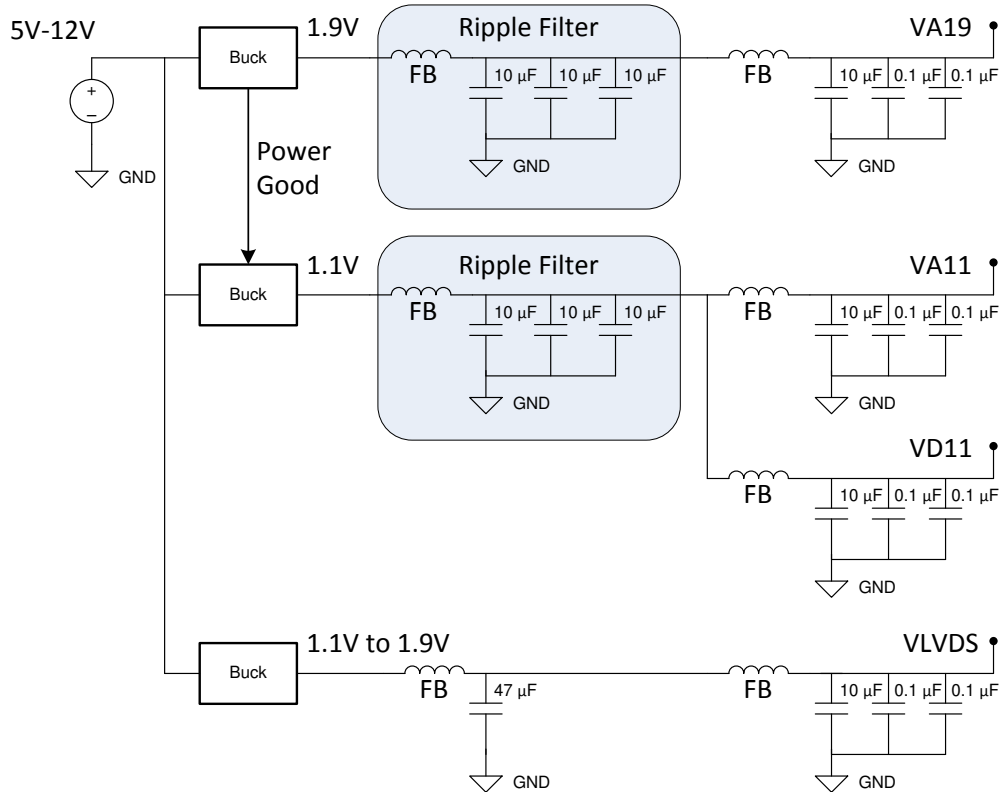 5V-12V
Buck
1.9V
Ripple Filter
FB
10 µF
10 µF
10 µF
GND
FB
VA19
10 µF
0.1 µF
0.1 µF
GND
+
−
GND
Power
Good
Buck
1.1V
Ripple Filter
FB
10 µF
10 µF
10 µF
GND
FB
VA11
10 µF
0.1 µF
0.1 µF
GND
VD11
FB
10 µF
0.1 µF
0.1 µF
GND
Buck
1.1V to 1.9V
FB
47 µF
GND
FB
VLVDS
10 µF
0.1 µF
0.1 µF
GND